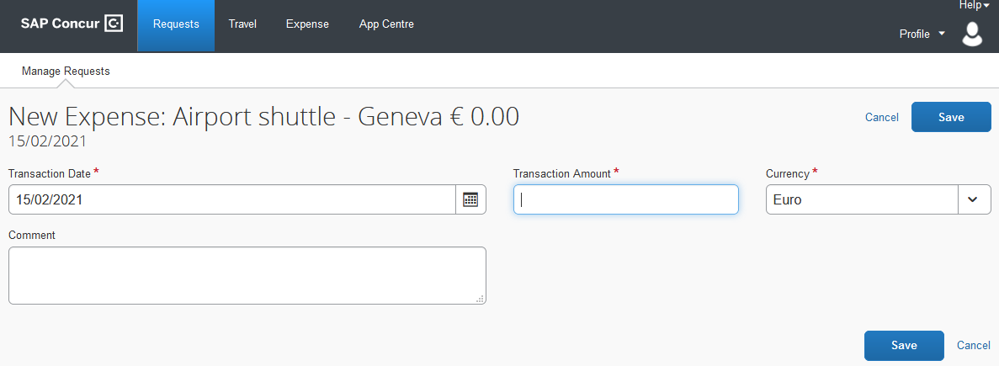 Help
SAP Concur C Requests Travel Expense App Centre
Profile
Manage Requests
New Expense: Airport shuttle - Geneva € 0.00
Cancel Save
15/02/2021
Transaction Date * Transaction Amount * Currency *
15/02/2021 Euro
Comment
Save Cancel